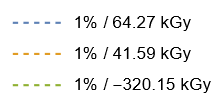 1% / 64.27 kGy
1% / 41.59 kGy
1% / −320.15 kGy